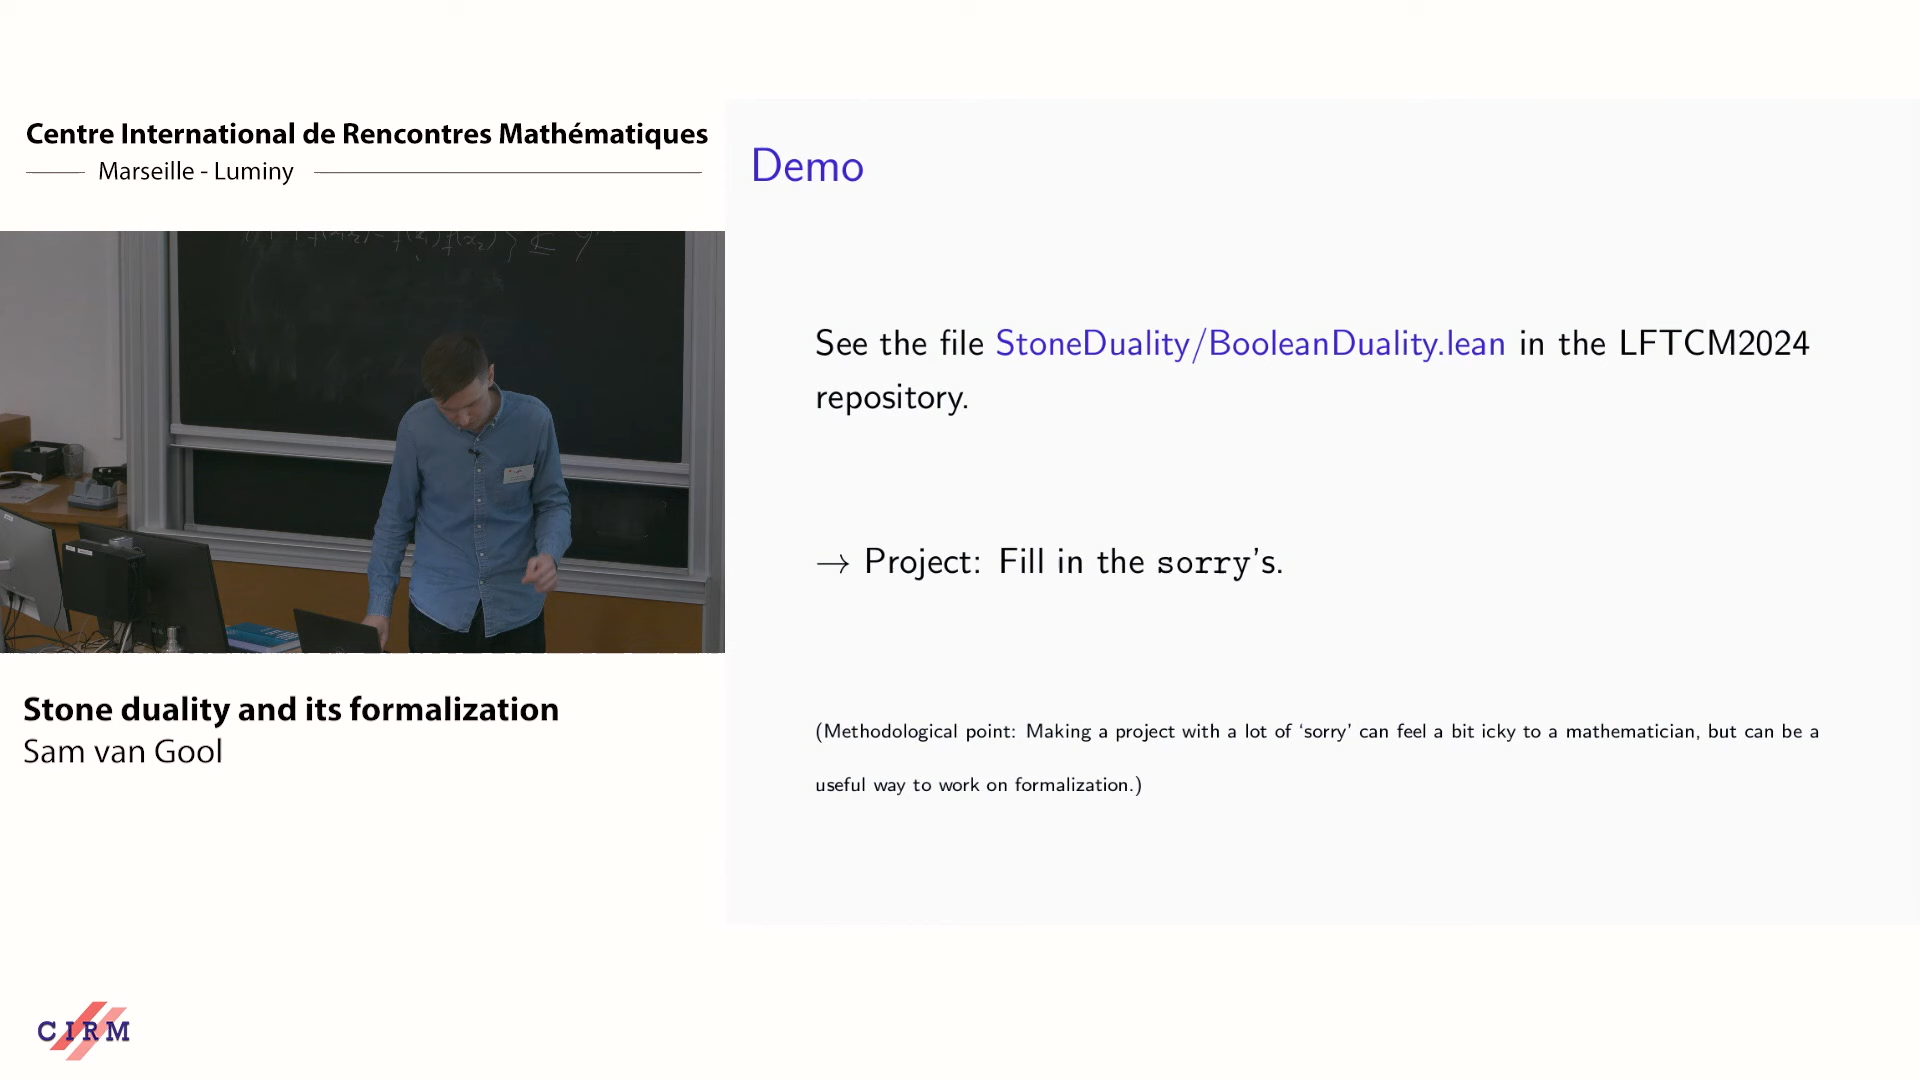 Centre International de Rencontres Mathématiques
Marseille - Luminy
Demo
See the file StoneDuality/BooleanDuality.lean in the LFTCM2024
repository.
→ Project: Fill in the sorry's.
(Methodological point: Making a project with a lot of ‘sorry’ can feel a bit icky to a mathematician, but can be a
useful way to work on formalization.)
Stone duality and its formalization
Sam van Gool
CIRM